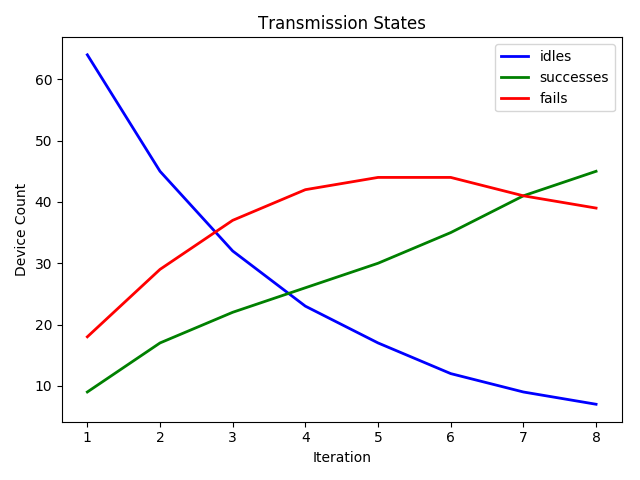 Transmission States
idles
successes
fails
Device Count
60
50
40
30
20
10
1 2 3 4 5 6 7 8
Iteration